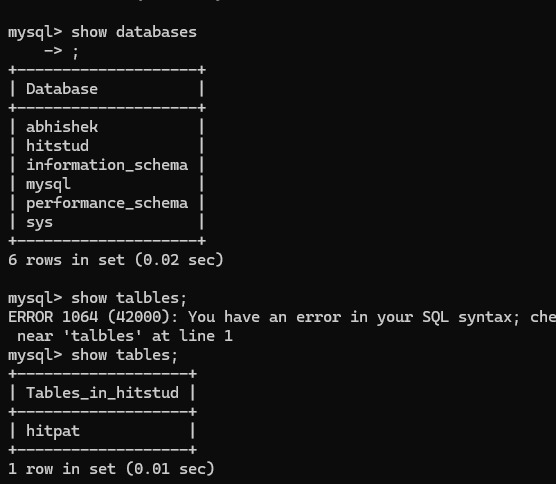 mysql> show databases
    -> ;
+--------------------+
| Database           |
+--------------------+
| abhishek           |
| hitstud            |
| information_schema |
| mysql              |
| performance_schema |
| sys                |
+--------------------+
6 rows in set (0.02 sec)

mysql> show talbles;
ERROR 1064 (42000): You have an error in your SQL syntax; che
 near 'talbles' at line 1
mysql> show tables;
+-------------------+
| Tables_in_hitstud |
+-------------------+
| hitpat            |
+-------------------+
1 row in set (0.01 sec)